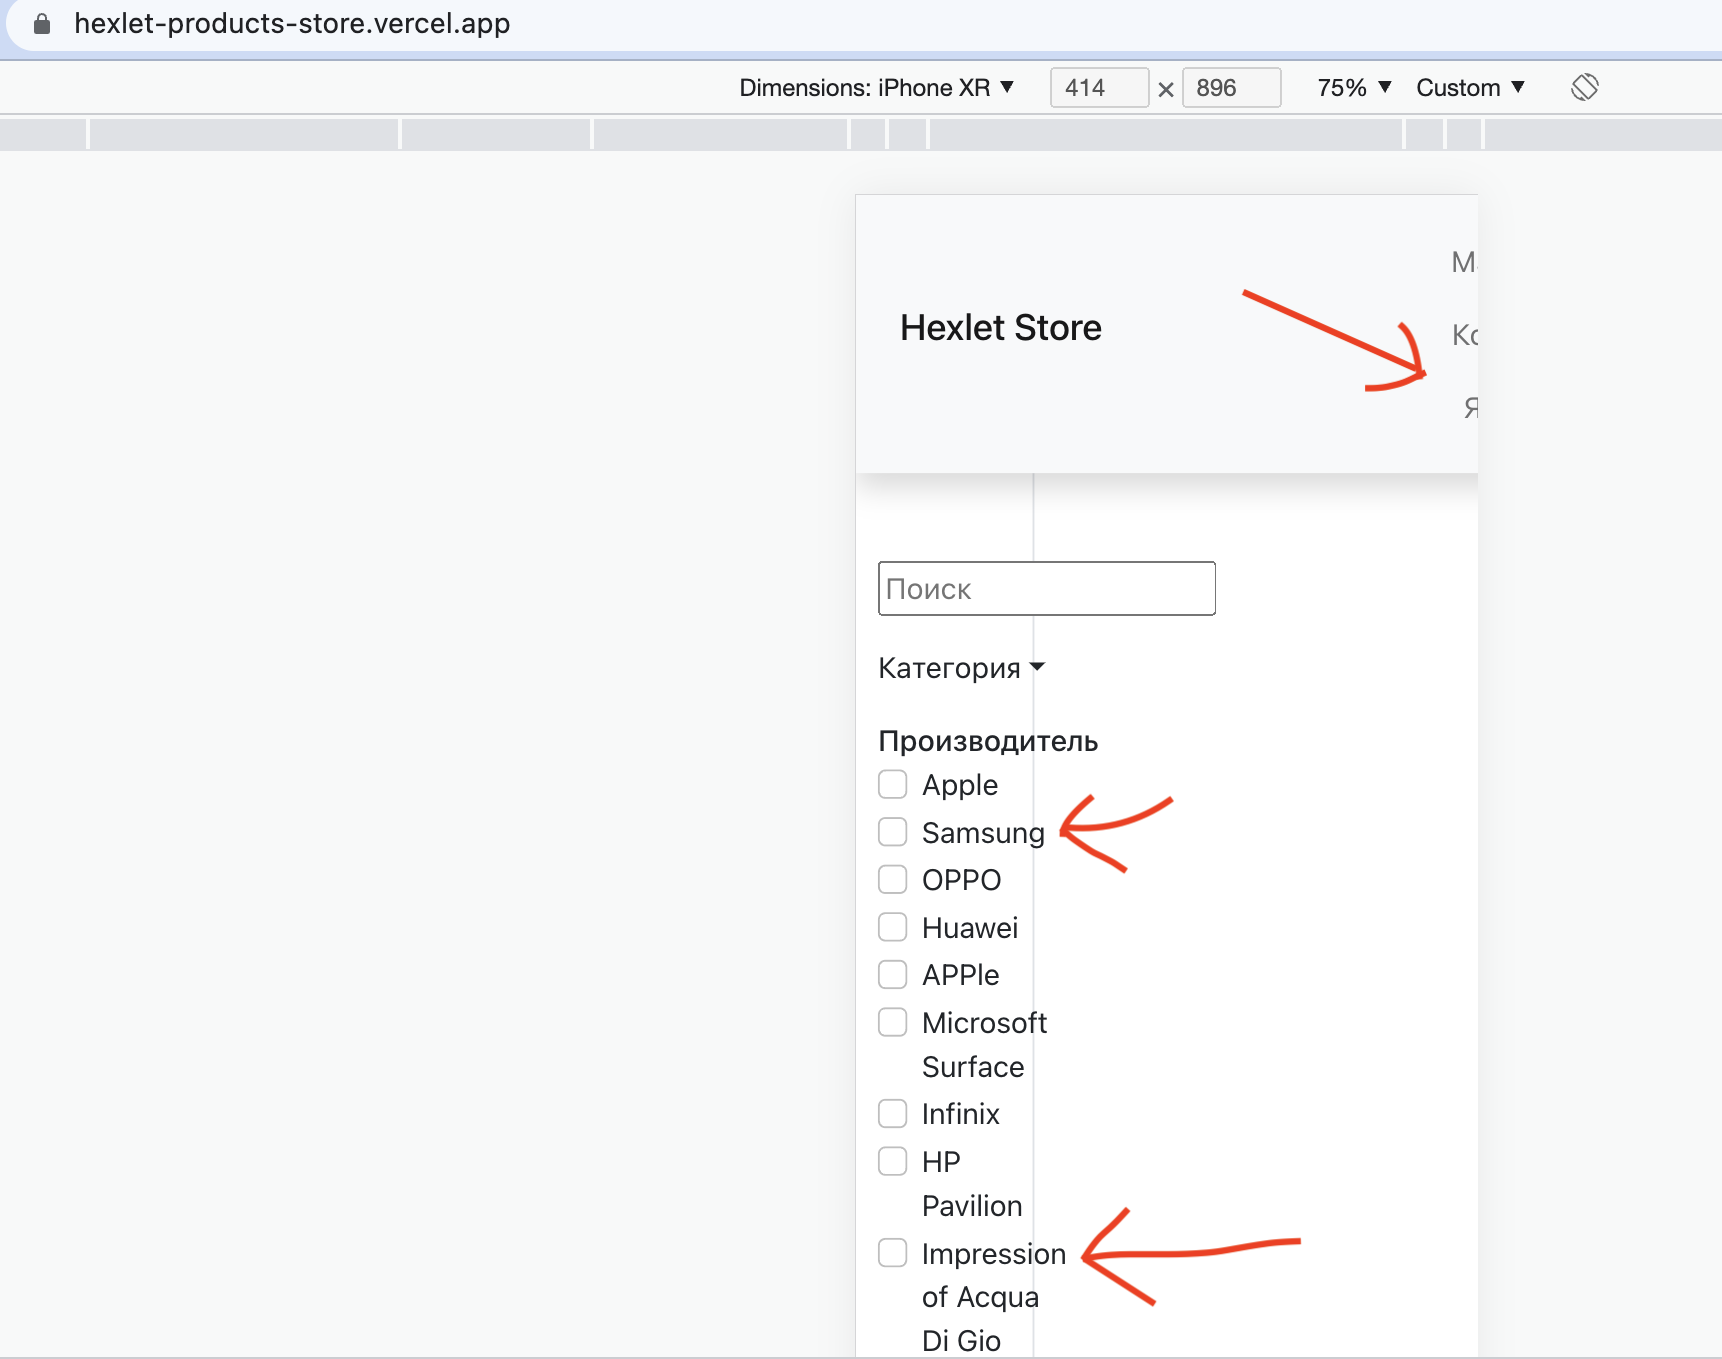 hexlet-products-store.vercel.app
Dimensions: iPhone XR ▼ 414 × 896 75% ▼ Custom ▼
Hexlet Store
Поиск
Категория
Производитель
Apple
Samsung
OPPO
Huawei
APPle
Microsoft
Surface
Infinix
HP
Pavilion
Impression
of Acqua
Di Gio